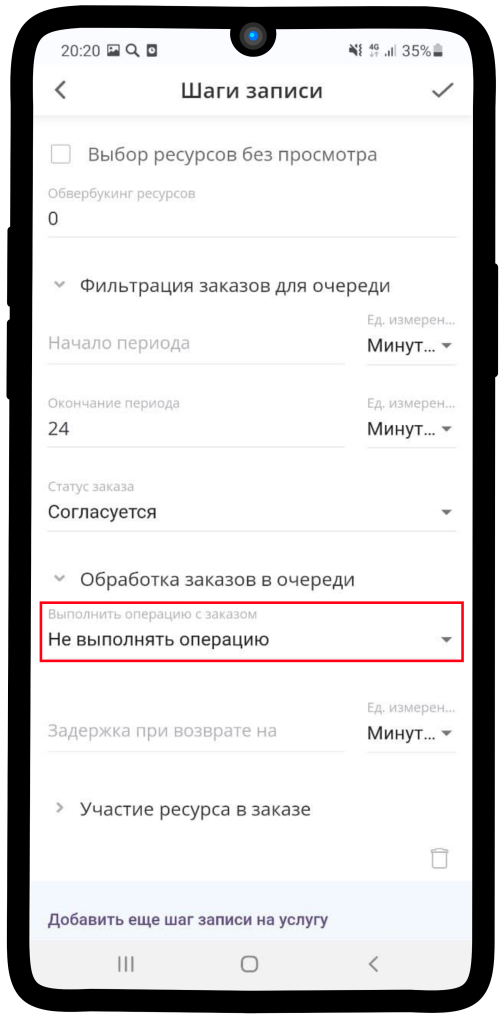 20:20 4G 35%
Шаги записи
Выбор ресурсов без просмотра
Обвербукинг ресурсов
0
Фильтрация заказов для очереди
Ед. измерен...
Начало периода Минут...
Окончание периода Ед. измерен...
24 Минут...
Статус заказа
Согласуется
Обработка заказов в очереди
Выполнить операцию с заказом
Не выполнять операцию
Ед. измерен...
Задержка при возврате на Минут...
Участие ресурса в заказе
Добавить еще шаг записи на услугу